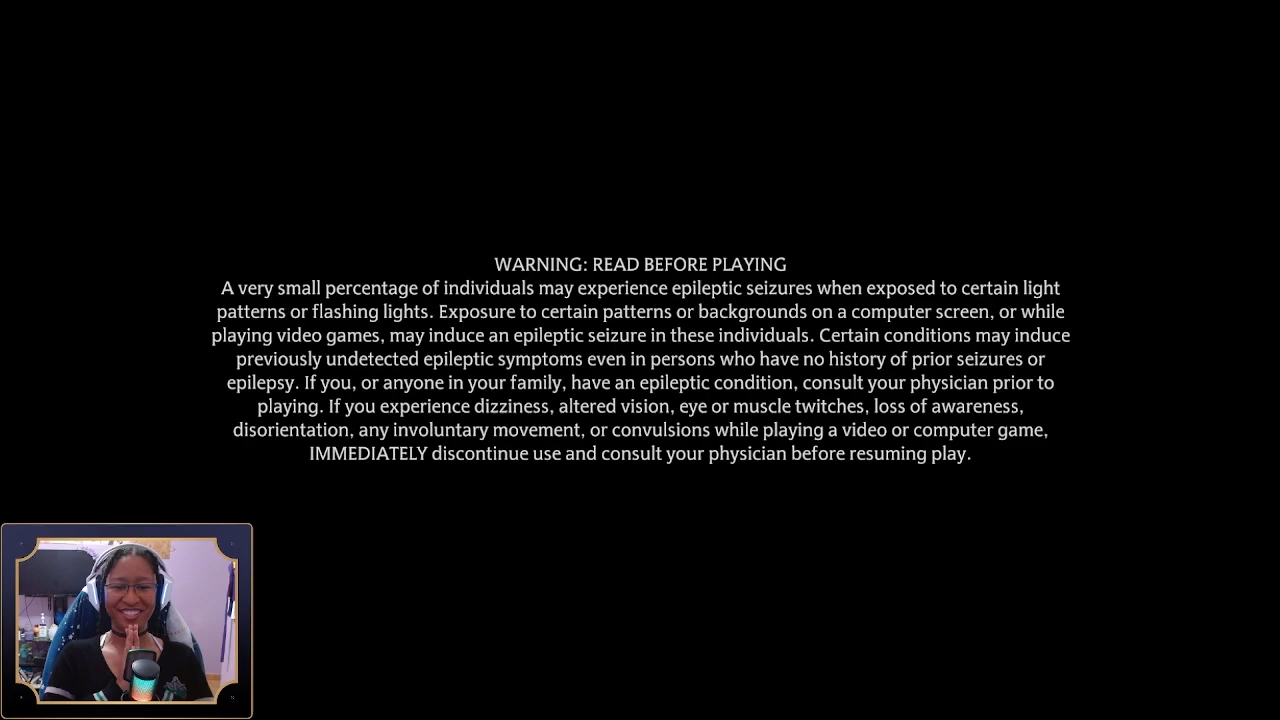 WARNING: READ BEFORE PLAYING
A very small percentage of individuals may experience epileptic seizures when exposed to certain light
patterns or flashing lights. Exposure to certain patterns or backgrounds on a computer screen, or while
playing video games, may induce an epileptic seizure in these individuals. Certain conditions may induce
previously undetected epileptic symptoms even in persons who have no history of prior seizures or
epilepsy. If you, or anyone in your family, have an epileptic condition, consult your physician prior to
playing. If you experience dizziness, altered vision, eye or muscle twitches, loss of awareness,
disorientation, any involuntary movement, or convulsions while playing a video or computer game,
IMMEDIATELY discontinue use and consult your physician before resuming play.